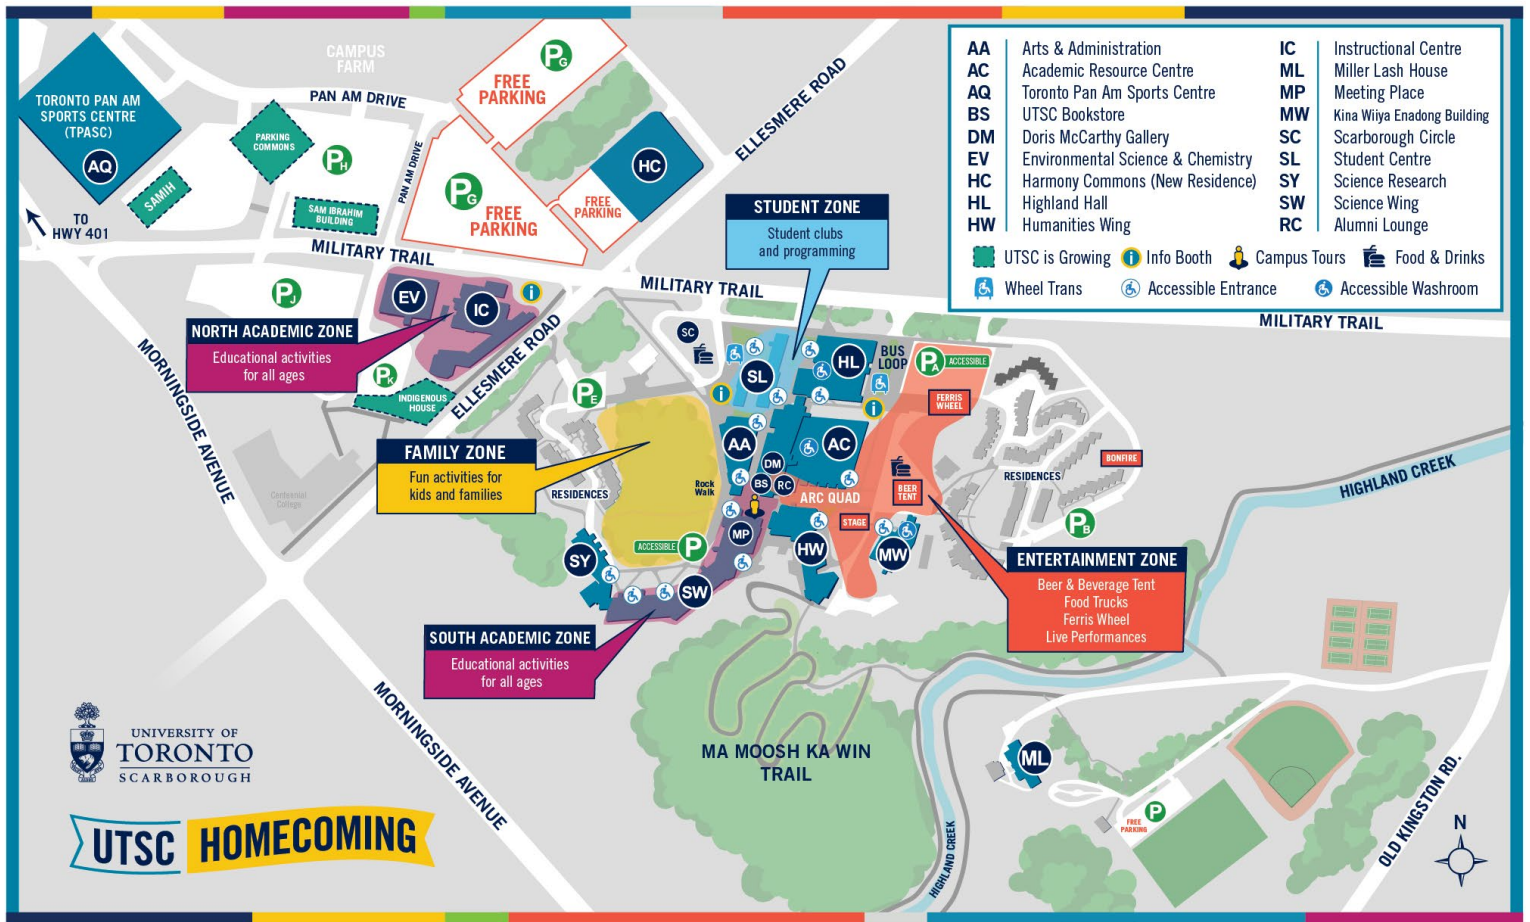 CAMPUS
FARM
TORONTO PAN AM
SPORTS CENTRE
(TPASC)
AQ
PAN AM DRIVE
PARKING
COMMONS
PH
SAMIH
SAM IBRAHIM
BUILDING
PAN AM DRIVE
PG
FREE
PARKING
PG
FREE
PARKING
FREE
PARKING
HC
ELLESMERE ROAD
TO
HWY 401
MILITARY TRAIL
MILITARY TRAIL
MILITARY TRAIL
AA Arts & Administration
AC Academic Resource Centre
AQ Toronto Pan Am Sports Centre
BS UTSC Bookstore
DM Doris McCarthy Gallery
EV Environmental Science & Chemistry
HC Harmony Commons (New Residence)
HL Highland Hall
HW Humanities Wing
IC Instructional Centre
ML Miller Lash House
MP Meeting Place
MW Kina Wiiya Enadong Building
SC Scarborough Circle
SL Student Centre
SY Science Research
SW Science Wing
RC Alumni Lounge
UTSC is Growing
i Info Booth
Campus Tours
Food & Drinks
Wheel Trans
Accessible Entrance
Accessible Washroom
STUDENT ZONE
Student clubs
and programming
PJ
EV
IC
i
NORTH ACADEMIC ZONE
Educational activities
for all ages
PK
INDIGENOUS
HOUSE
ELLESMERE ROAD
MORNINGSIDE AVENUE
Centennial
College
SC
SL
HL
BUS
LOOP
PA ACCESSIBLE
FERRIS
WHEEL
i
i
PE
FAMILY ZONE
Fun activities for
kids and families
RESIDENCES
Rock
Walk
AA
AC
DM
BS
RC
ARC QUAD
BEER
TENT
STAGE
RESIDENCES
BONFIRE
PB
HIGHLAND CREEK
ACCESSIBLE P
MP
HW
MW
SY
SW
ENTERTAINMENT ZONE
Beer & Beverage Tent
Food Trucks
Ferris Wheel
Live Performances
SOUTH ACADEMIC ZONE
Educational activities
for all ages
MORNINGSIDE AVENUE
MA MOOSH KA WIN
TRAIL
ML
P
FREE
PARKING
HIGHLAND CREEK
OLD KINGSTON RD.
N
UNIVERSITY OF
TORONTO
SCARBOROUGH
UTSC HOMECOMING